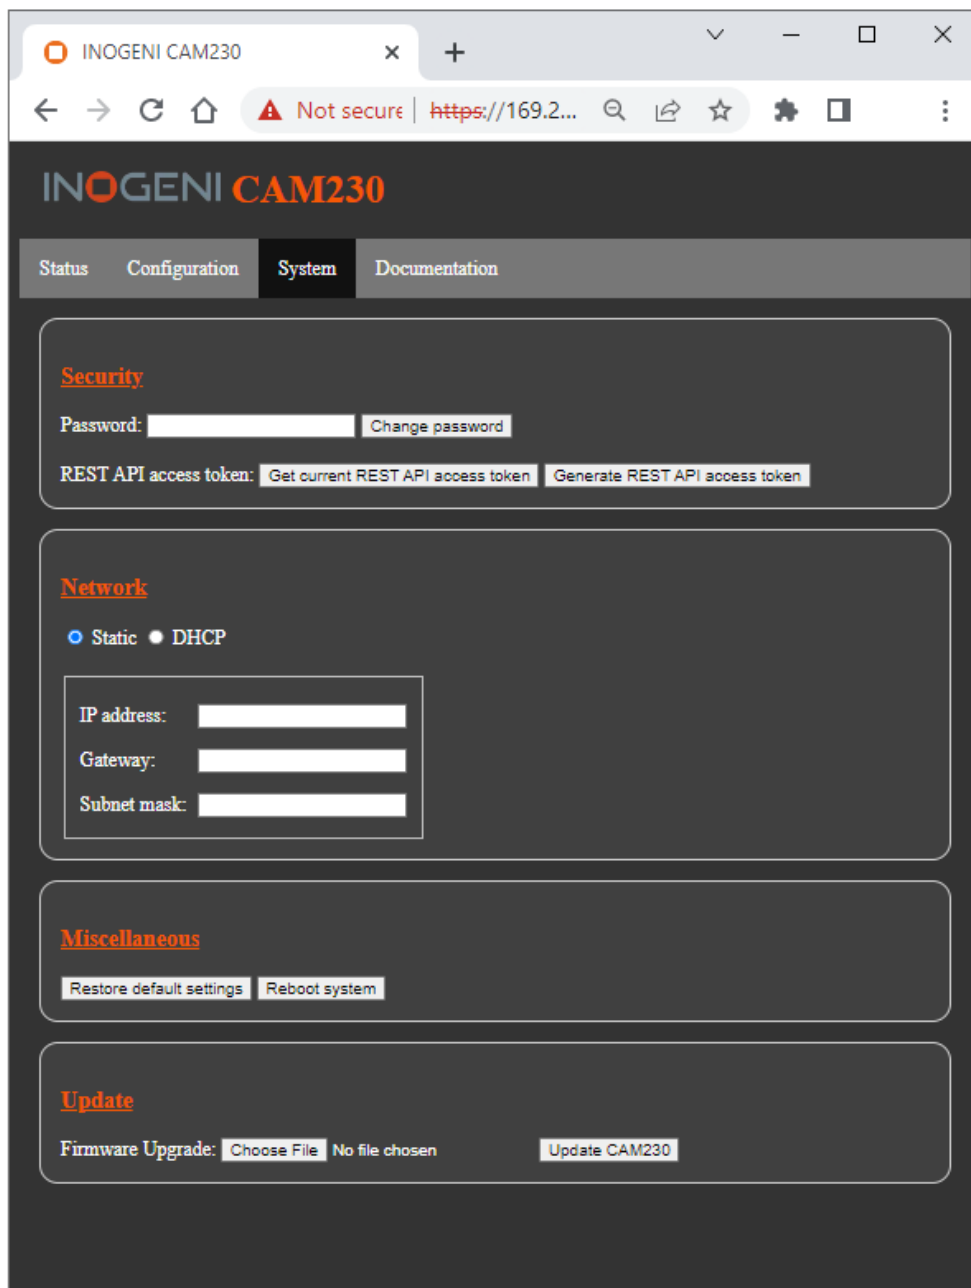 INOGENI CAM230
Not secure https://169.2...
INOGENI CAM230
Status Configuration System Documentation
Security
Password: Change password
REST API access token: Get current REST API access token Generate REST API access token
Network
Static DHCP
IP address:
Gateway:
Subnet mask:
Miscellaneous
Restore default settings Reboot system
Update
Firmware Upgrade: Choose File No file chosen Update CAM230